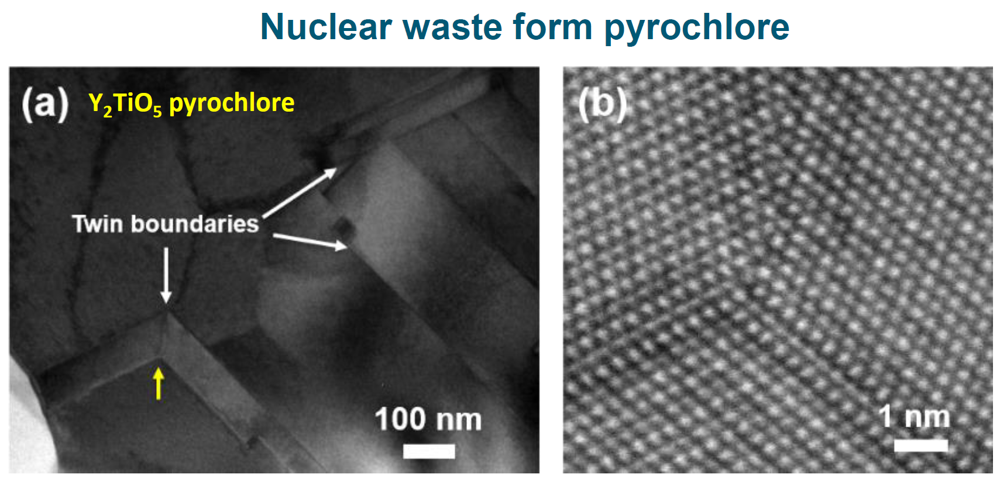 Nuclear waste form pyrochlore
(a) Y₂TiO₅ pyrochlore
Twin boundaries
100 nm
(b)
1 nm